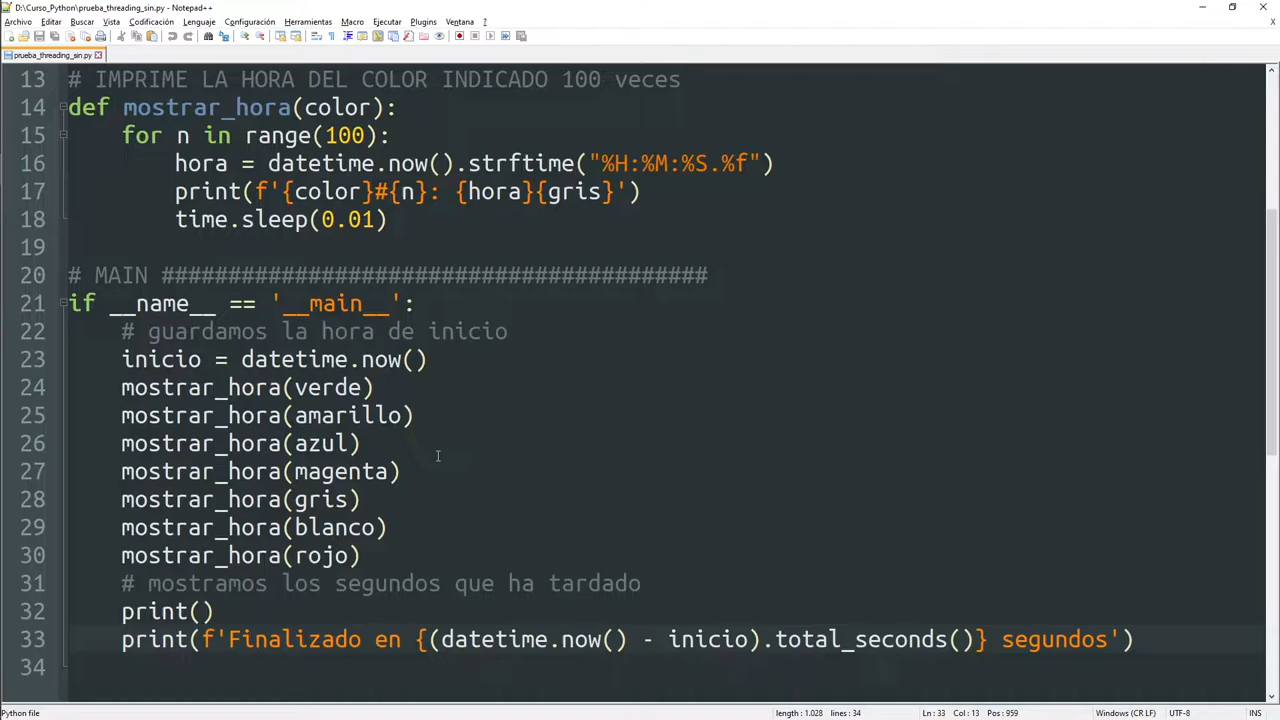 D:\Curso_Python\prueba_threading_sin.py - Notepad++
Archivo Editar Buscar Vista Codificación Lenguaje Configuración Herramientas Macro Ejecutar Plugins Ventana ?
prueba_threading_sin.py
13 # IMPRIME LA HORA DEL COLOR INDICADO 100 veces
14 def mostrar_hora(color):
15     for n in range(100):
16         hora = datetime.now().strftime("%H:%M:%S.%f")
17         print(f'{color}#{n}: {hora}{gris}')
18         time.sleep(0.01)
19
20 # MAIN #########################################
21 if __name__ == '__main__':
22     # guardamos la hora de inicio
23     inicio = datetime.now()
24     mostrar_hora(verde)
25     mostrar_hora(amarillo)
26     mostrar_hora(azul)
27     mostrar_hora(magenta)
28     mostrar_hora(gris)
29     mostrar_hora(blanco)
30     mostrar_hora(rojo)
31     # mostramos los segundos que ha tardado
32     print()
33     print(f'Finalizado en {(datetime.now() - inicio).total_seconds()} segundos')
34
Python file length : 1.028 lines : 34 Ln : 33 Col : 13 Pos : 959 Windows (CR LF) UTF-8 INS